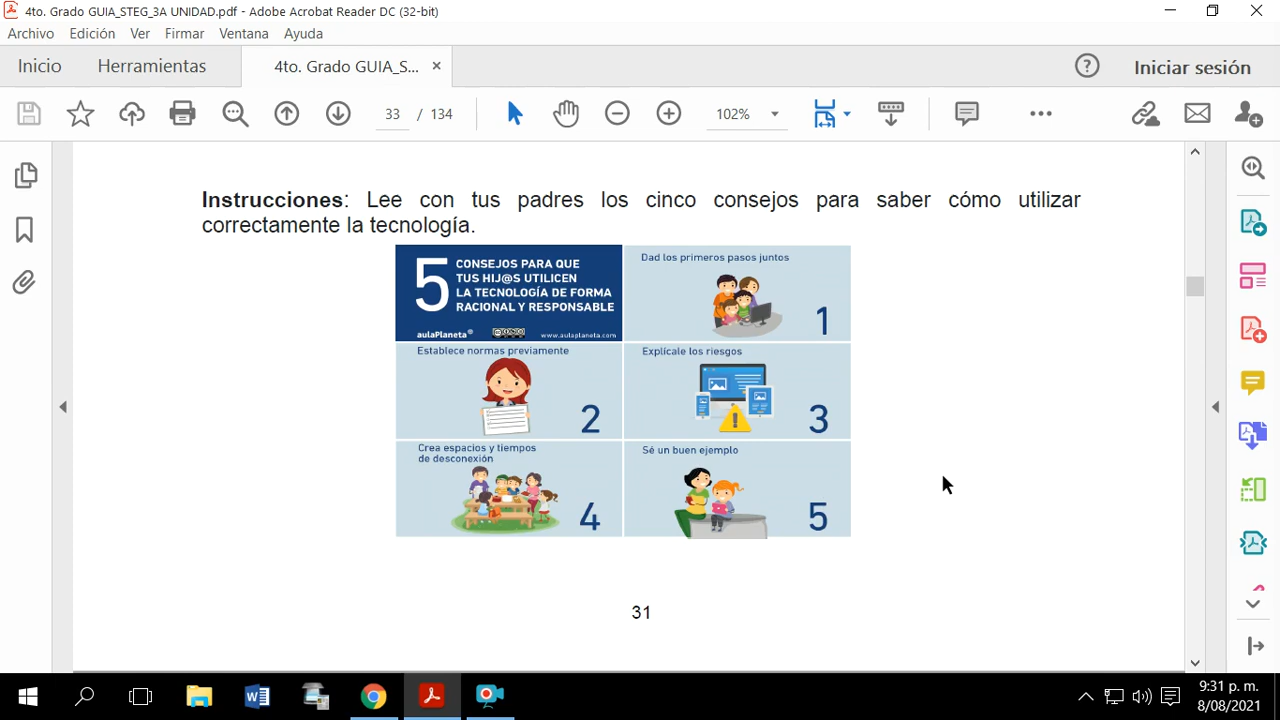 4to. Grado GUIA_STEG_3A UNIDAD.pdf - Adobe Acrobat Reader DC (32-bit)
Archivo Edición Ver Firmar Ventana Ayuda
Inicio Herramientas 4to. Grado GUIA_S... Iniciar sesión
33 / 134 102%
Instrucciones: Lee con tus padres los cinco consejos para saber cómo utilizar
correctamente la tecnología.
5 CONSEJOS PARA QUE
TUS HIJ@S UTILICEN
LA TECNOLOGÍA DE FORMA
RACIONAL Y RESPONSABLE
aulaPlaneta www.aulaplaneta.com
Dad los primeros pasos juntos
1
Establece normas previamente
2
Explícale los riesgos
3
Crea espacios y tiempos
de desconexión
4
Sé un buen ejemplo
5
31
9:31 p. m.
8/08/2021